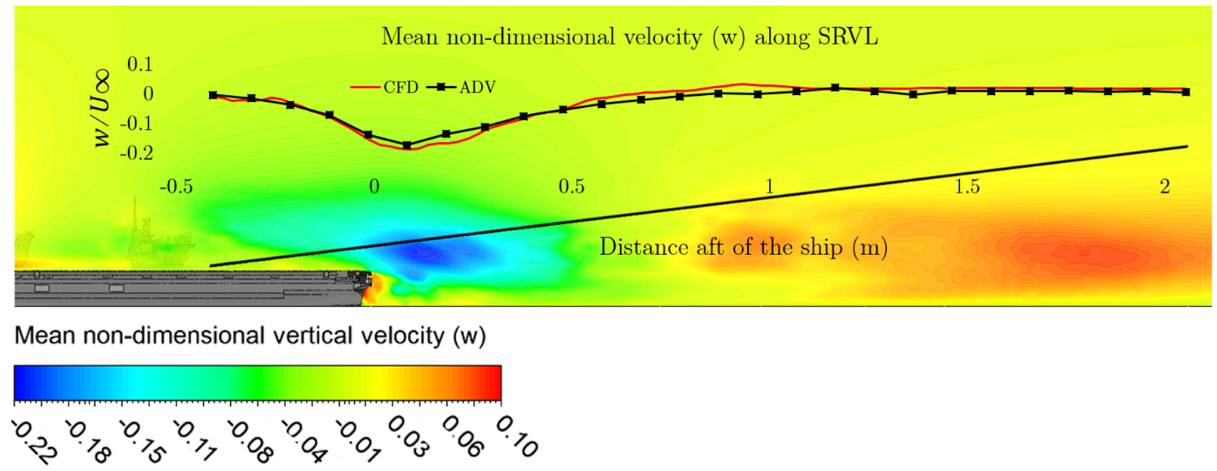 Mean non-dimensional velocity (w) along SRVL
w/U∞
0.1
0
-0.1
-0.2
CFD ADV
-0.5 0 0.5 1 1.5 2
Distance aft of the ship (m)
Mean non-dimensional vertical velocity (w)
-0.22 -0.18 -0.15 -0.11 -0.08 -0.04 -0.01 0.03 0.06 0.10